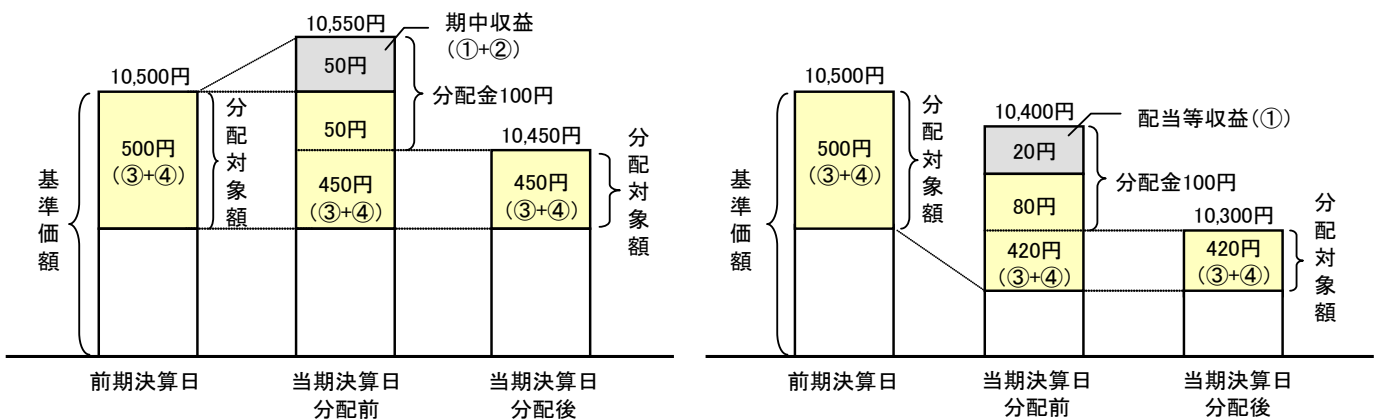 10,550円
期中収益
(①+②)
10,500円
50円
分配金100円
50円
10,450円
500円
(③+④)
450円
(③+④)
450円
(③+④)
分配対象額
分配対象額
基準価額
前期決算日
当期決算日
分配前
当期決算日
分配後
10,500円
10,400円
配当等収益(①)
20円
分配金100円
80円
10,300円
500円
(③+④)
420円
(③+④)
420円
(③+④)
分配対象額
分配対象額
基準価額
前期決算日
当期決算日
分配前
当期決算日
分配後